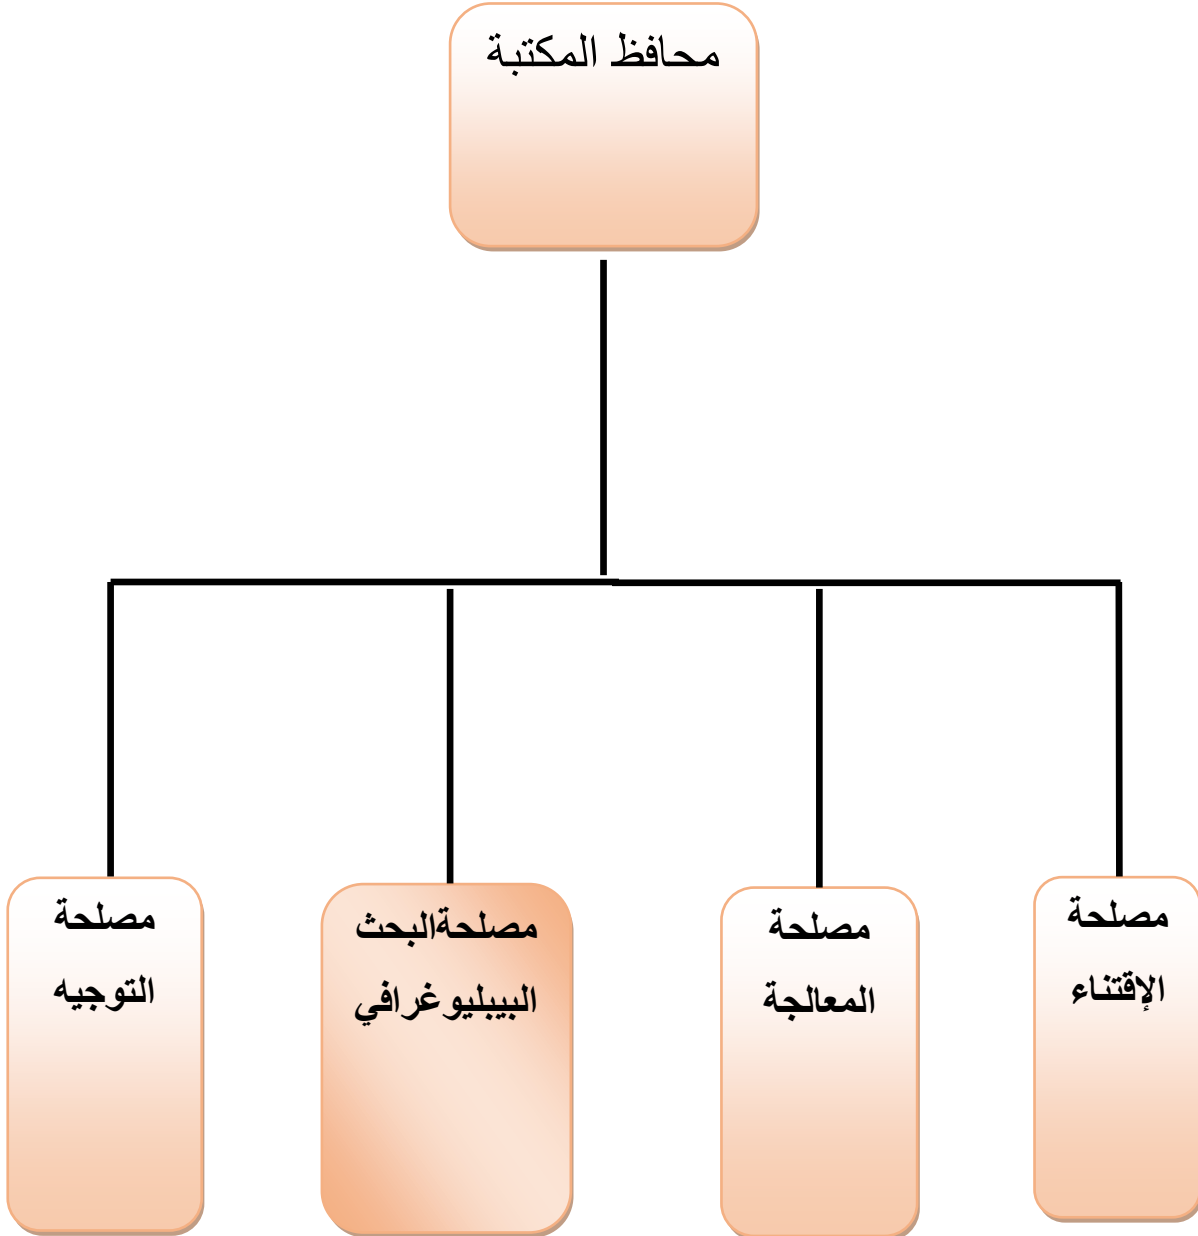 محافظ المكتبة
مصلحة
الإقتناء
مصلحة
المعالجة
مصلحةالبحث
البيبليوغرافي
مصلحة
التوجيه